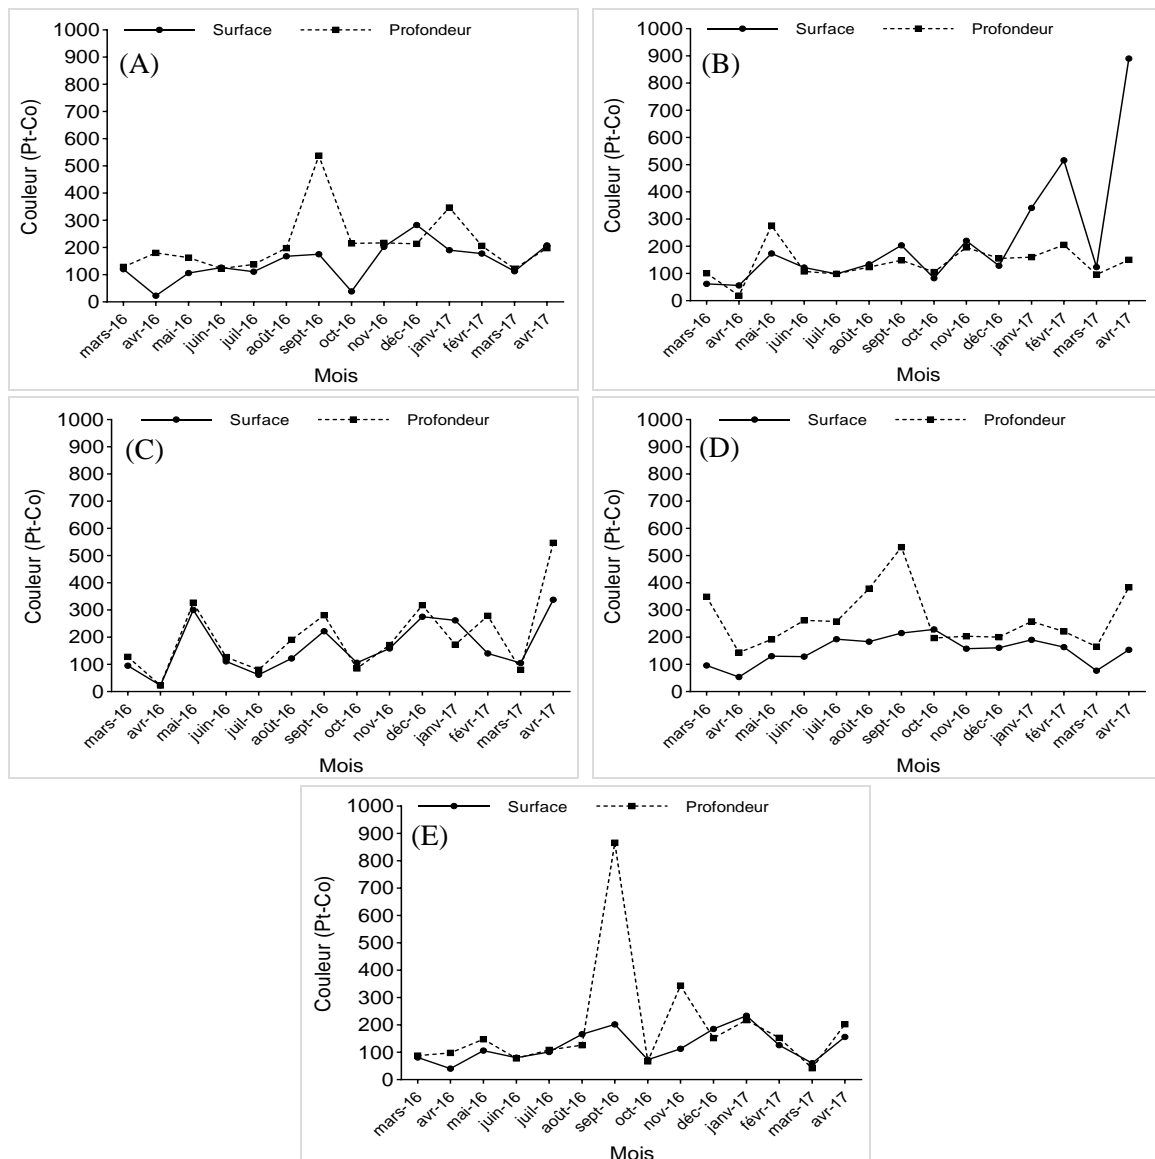 Surface Profondeur
(A)
Couleur (Pt-Co)
1000
900
800
700
600
500
400
300
200
100
0
mars-16 avr-16 mai-16 juin-16 juil-16 août-16 sept-16 oct-16 nov-16 déc-16 janv-17 févr-17 mars-17 avr-17
Mois
Surface Profondeur
(B)
Couleur (Pt-Co)
1000
900
800
700
600
500
400
300
200
100
0
mars-16 avr-16 mai-16 juin-16 juil-16 août-16 sept-16 oct-16 nov-16 déc-16 janv-17 févr-17 mars-17 avr-17
Mois
Surface Profondeur
(C)
Couleur (Pt-Co)
1000
900
800
700
600
500
400
300
200
100
0
mars-16 avr-16 mai-16 juin-16 juil-16 août-16 sept-16 oct-16 nov-16 déc-16 janv-17 févr-17 mars-17 avr-17
Mois
Surface Profondeur
(D)
Couleur (Pt-Co)
1000
900
800
700
600
500
400
300
200
100
0
mars-16 avr-16 mai-16 juin-16 juil-16 août-16 sept-16 oct-16 nov-16 déc-16 janv-17 févr-17 mars-17 avr-17
Mois
Surface Profondeur
(E)
Couleur (Pt-Co)
1000
900
800
700
600
500
400
300
200
100
0
mars-16 avr-16 mai-16 juin-16 juil-16 août-16 sept-16 oct-16 nov-16 déc-16 janv-17 févr-17 mars-17 avr-17
Mois